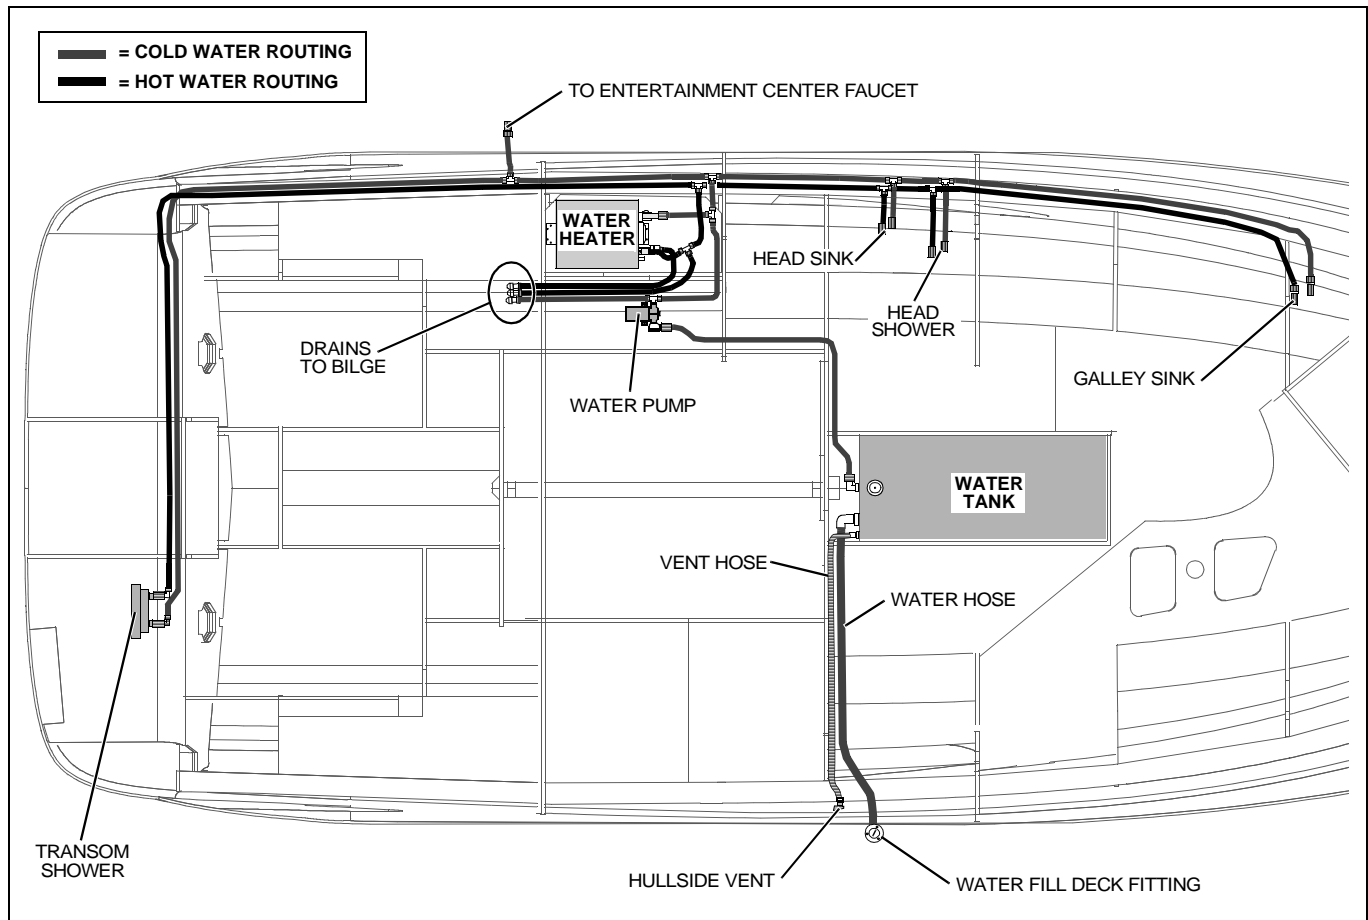 = COLD WATER ROUTING
= HOT WATER ROUTING
TO ENTERTAINMENT CENTER FAUCET
WATER
HEATER
HEAD SINK
HEAD
SHOWER
DRAINS
TO BILGE
WATER PUMP
GALLEY SINK
WATER
TANK
VENT HOSE
WATER HOSE
TRANSOM
SHOWER
HULLSIDE VENT
WATER FILL DECK FITTING